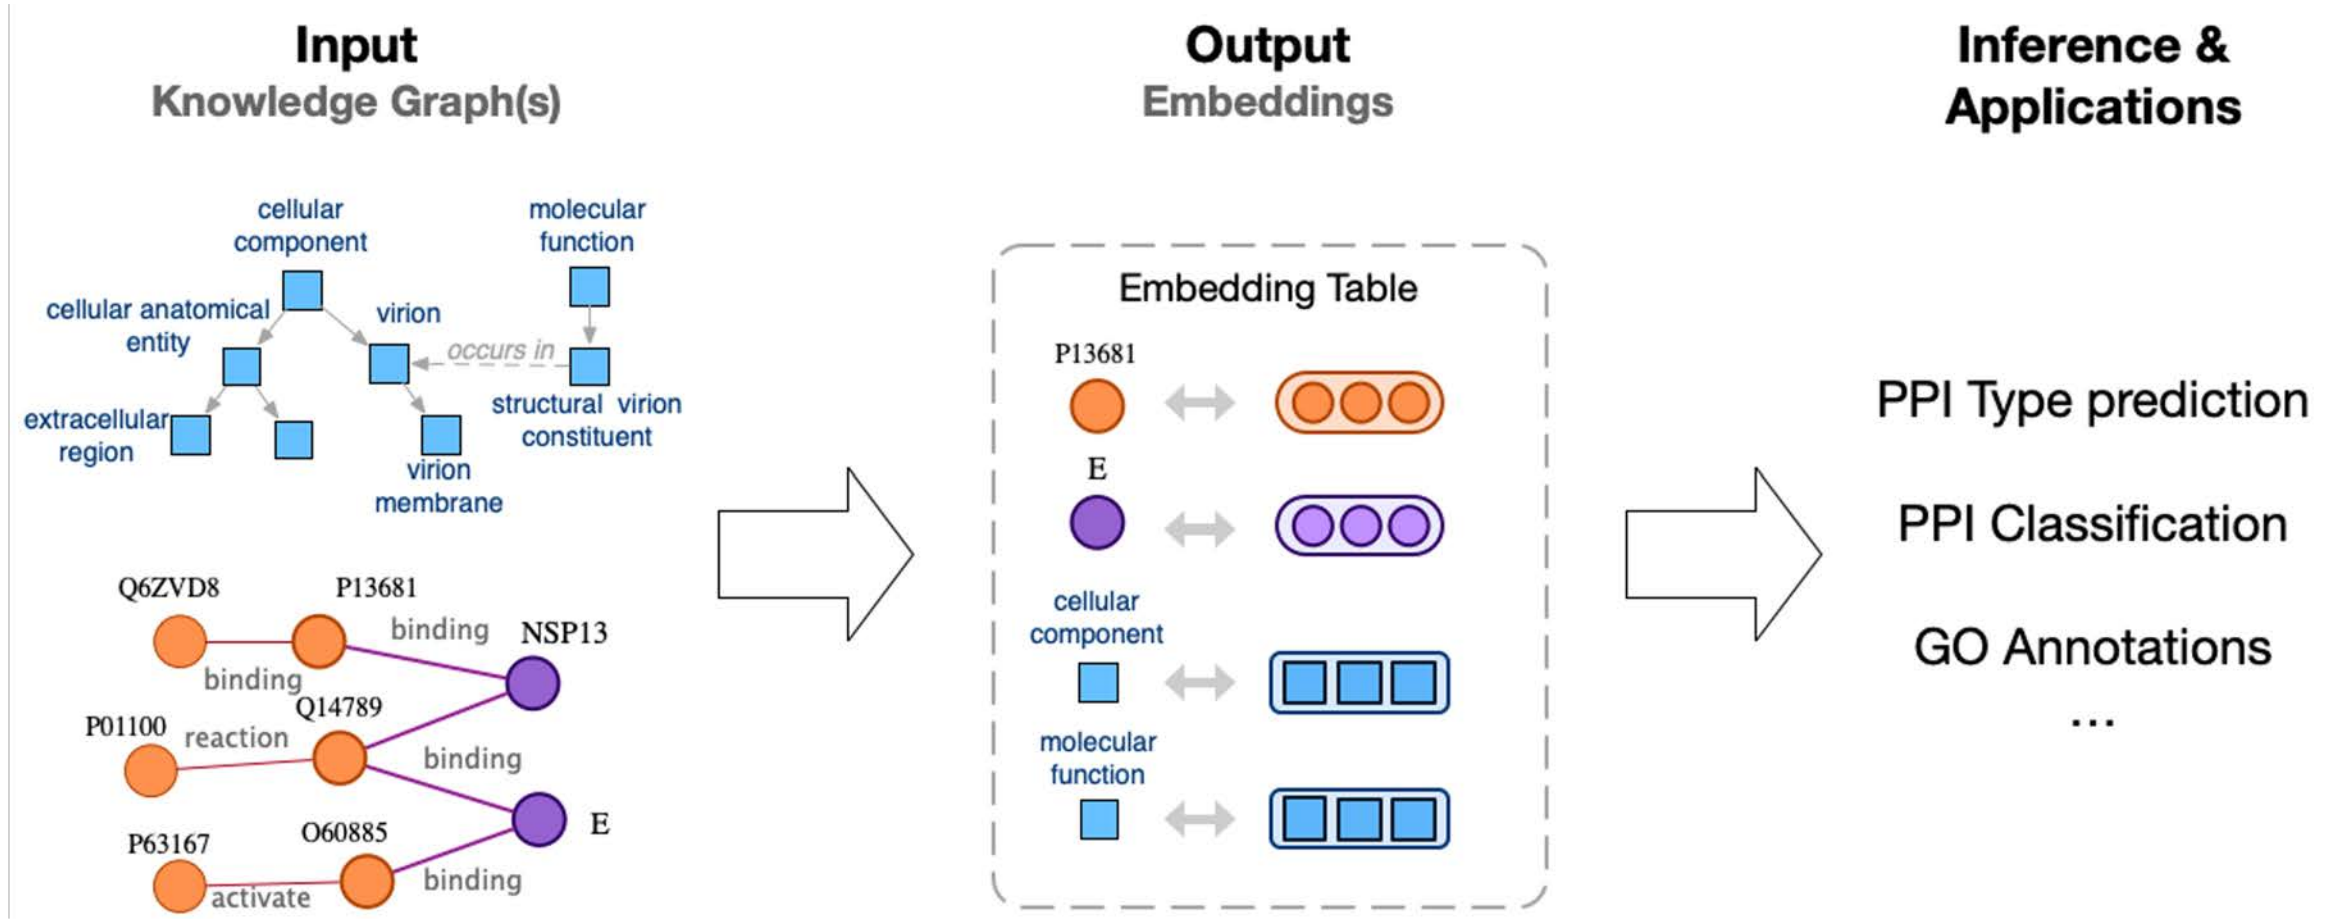 Input
Knowledge Graph(s)
cellular
component
molecular
function
cellular anatomical
entity
virion
occurs in
extracellular
region
structural virion
constituent
virion
membrane
Q6ZVD8
P13681
binding
NSP13
binding
Q14789
P01100
reaction
binding
P63167
O60885
E
activate
binding
Output
Embeddings
Embedding Table
P13681
E
cellular
component
molecular
function
Inference &
Applications
PPI Type prediction
PPI Classification
GO Annotations
...